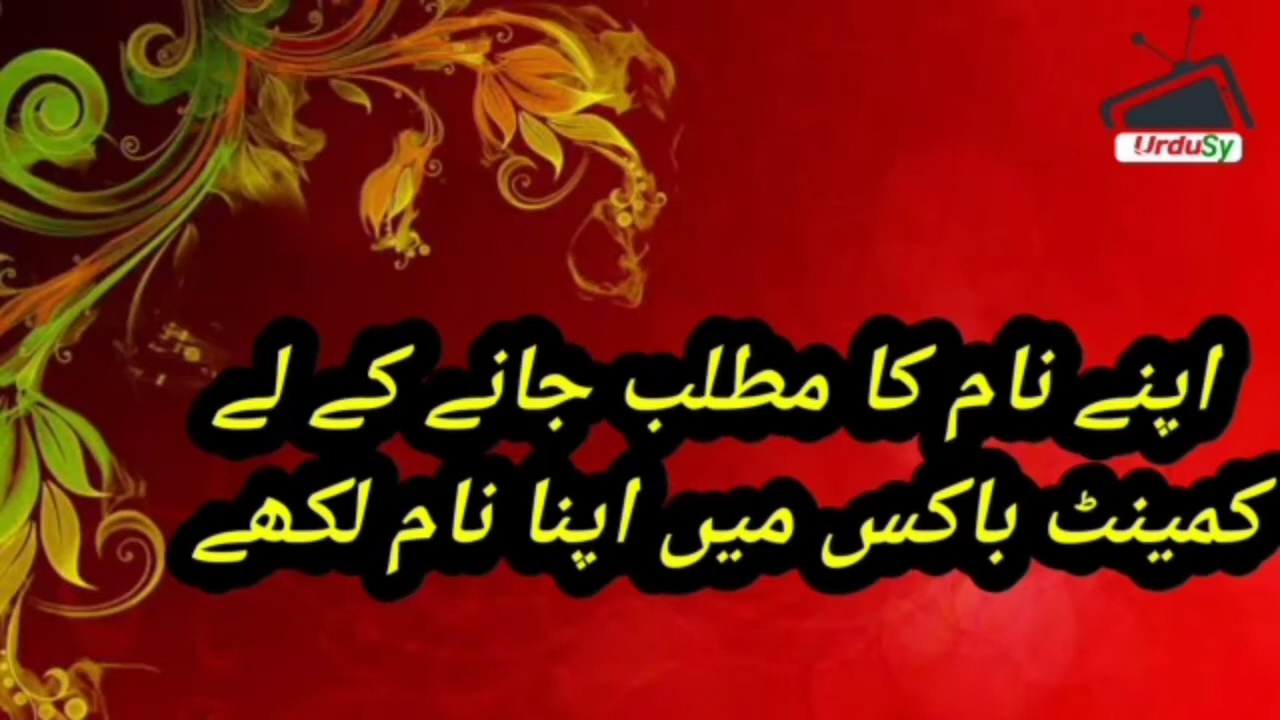 UrduSy
اپنے نام کا مطلب جانے کے لے
کمینٹ باکس میں اپنا نام لکھے